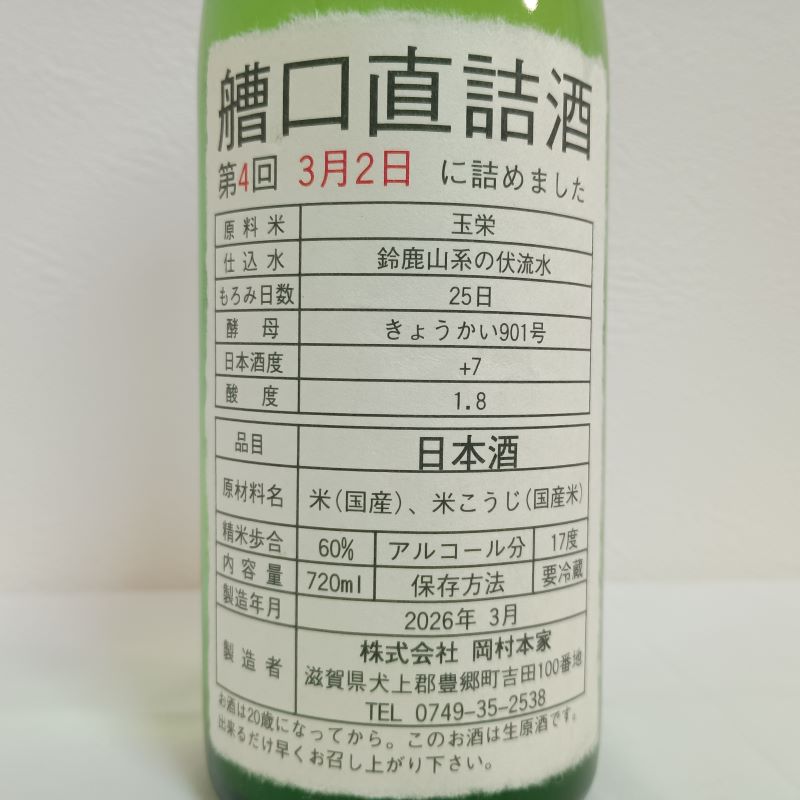 艚口直詰酒
第4回 3月2日 に詰めました
原料米 玉栄
仕込水 鈴鹿山系の伏流水
もろみ日数 25日
酵母 きょうかい901号
日本酒度 +7
酸度 1.8
品目 日本酒
原材料名 米(国産)、米こうじ(国産米)
精米歩合 60% アルコール分 17度
内容量 720ml 保存方法 要冷蔵
製造年月 2026年 3月
製造者 株式会社 岡村本家
滋賀県犬上郡豊郷町吉田100番地
TEL 0749-35-2538
お酒は20歳になってから。このお酒は生原酒です。
出来るだけ早くお召し上がり下さい。